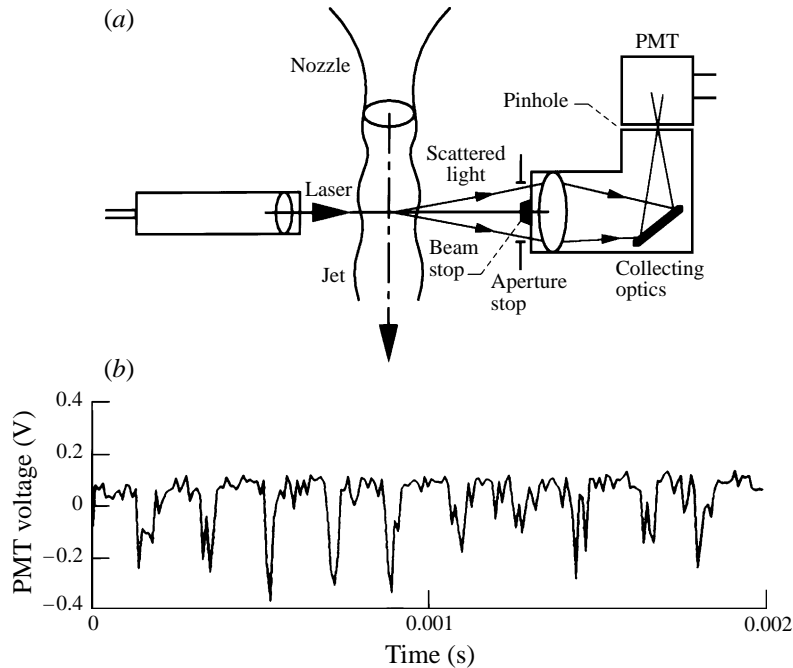 (a)
PMT
Nozzle
Pinhole
Scattered
light
Laser
Beam
stop
Aperture
stop
Collecting
optics
Jet
(b)
0.4
0.2
0
−0.2
−0.4
PMT voltage (V)
0
0.001
0.002
Time (s)